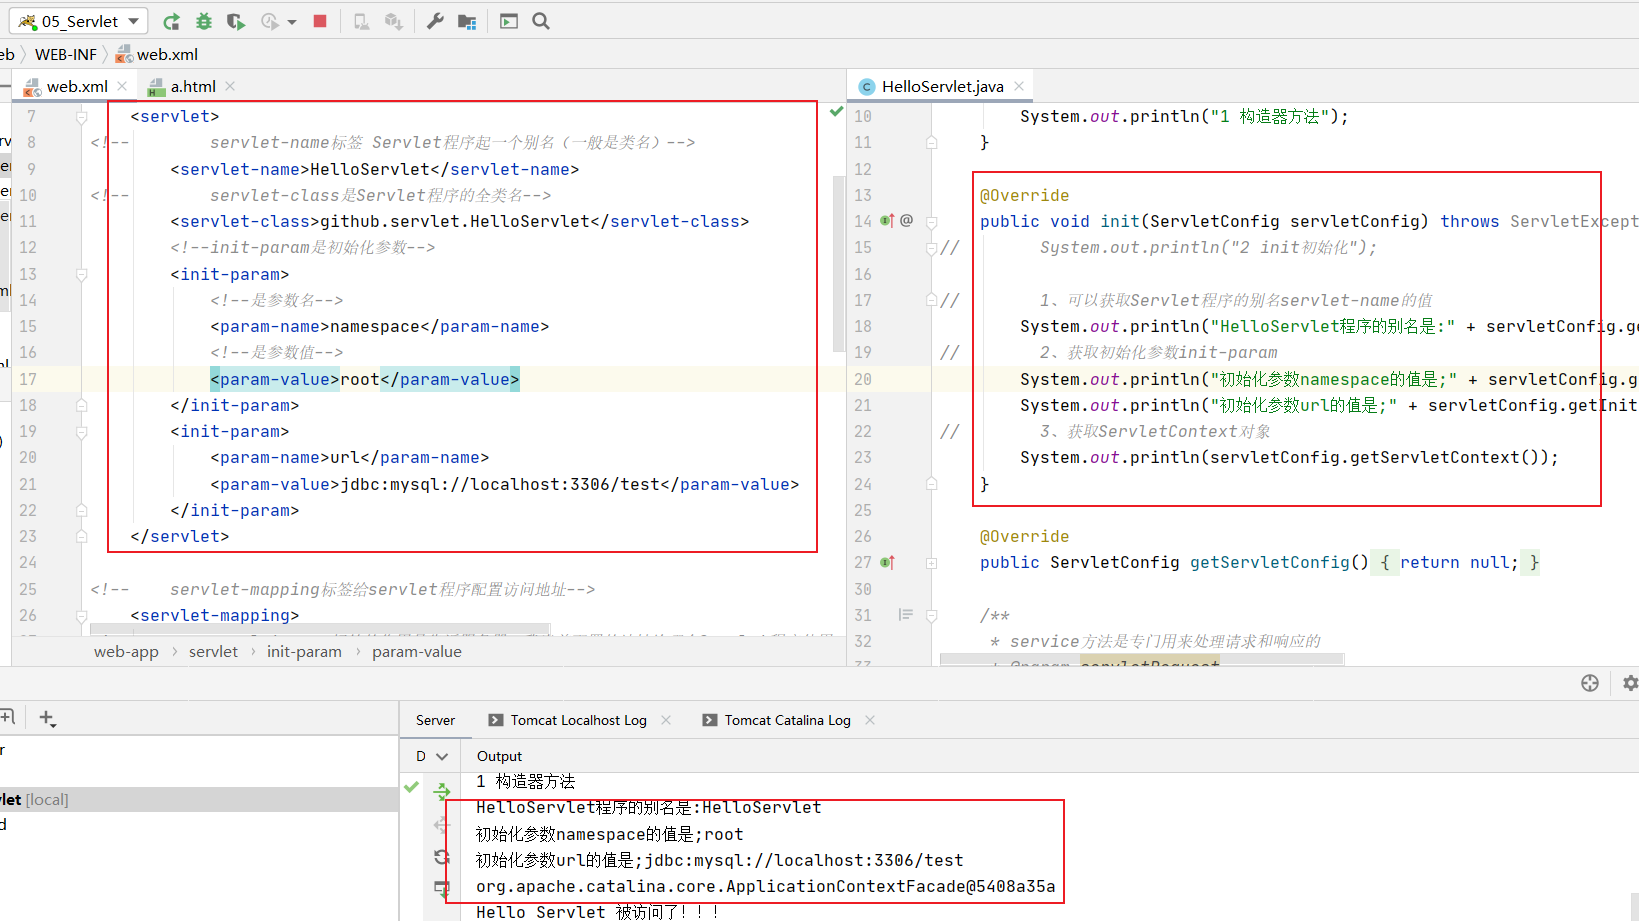 05_Servlet
WEB-INF
web.xml
web.xml
a.html
7 <servlet>
8 <!-- servlet-name标签 Servlet程序起一个别名（一般是类名）-->
9 <servlet-name>HelloServlet</servlet-name>
10 <!-- servlet-class是Servlet程序的全类名-->
11 <servlet-class>github.servlet.HelloServlet</servlet-class>
12 <!--init-param是初始化参数-->
13 <init-param>
14 <!--是参数名-->
15 <param-name>namespace</param-name>
16 <!--是参数值-->
17 <param-value>root</param-value>
18 </init-param>
19 <init-param>
20 <param-name>url</param-name>
21 <param-value>jdbc:mysql://localhost:3306/test</param-value>
22 </init-param>
23 </servlet>
24
25 <!-- servlet-mapping标签给servlet程序配置访问地址-->
26 <servlet-mapping>
web-app
servlet
init-param
param-value
HelloServlet.java
10 System.out.println("1 构造器方法");
11 }
12
13 @Override
14 public void init(ServletConfig servletConfig) throws ServletExcept
15 // System.out.println("2 init初始化");
16
17 // 1、可以获取Servlet程序的别名servlet-name的值
18 System.out.println("HelloServlet程序的别名是:" + servletConfig.ge
19 // 2、获取初始化参数init-param
20 System.out.println("初始化参数namespace的值是;" + servletConfig.g
21 System.out.println("初始化参数url的值是;" + servletConfig.getInit
22 // 3、获取ServletContext对象
23 System.out.println(servletConfig.getServletContext());
24 }
25
26 @Override
27 public ServletConfig getServletConfig() { return null; }
30
31 /**
32 * service方法是专门用来处理请求和响应的
[local]
Server
Tomcat Localhost Log
Tomcat Catalina Log
D
Output
1 构造器方法
HelloServlet程序的别名是:HelloServlet
初始化参数namespace的值是;root
初始化参数url的值是;jdbc:mysql://localhost:3306/test
org.apache.catalina.core.ApplicationContextFacade@5408a35a
Hello Servlet 被访问了！！！